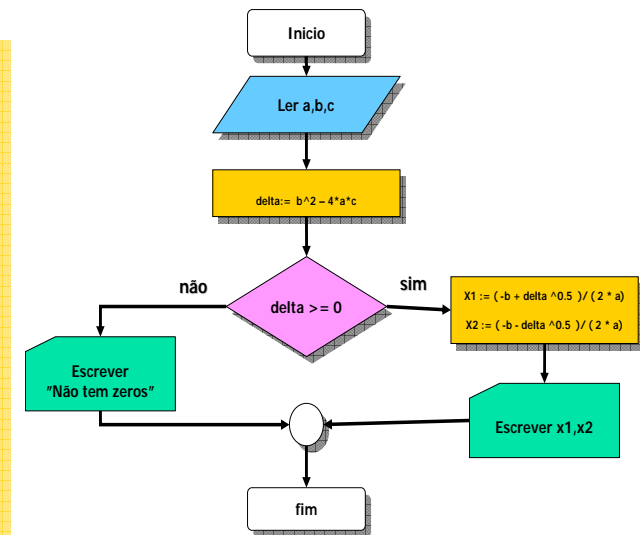 Inicio
Ler a,b,c
delta:= b^2 – 4*a*c
não
sim
delta >= 0
X1 := ( -b + delta ^0.5 )/ ( 2 * a)
X2 := ( -b - delta ^0.5 )/ ( 2 * a)
Escrever
"Não tem zeros"
Escrever x1,x2
fim